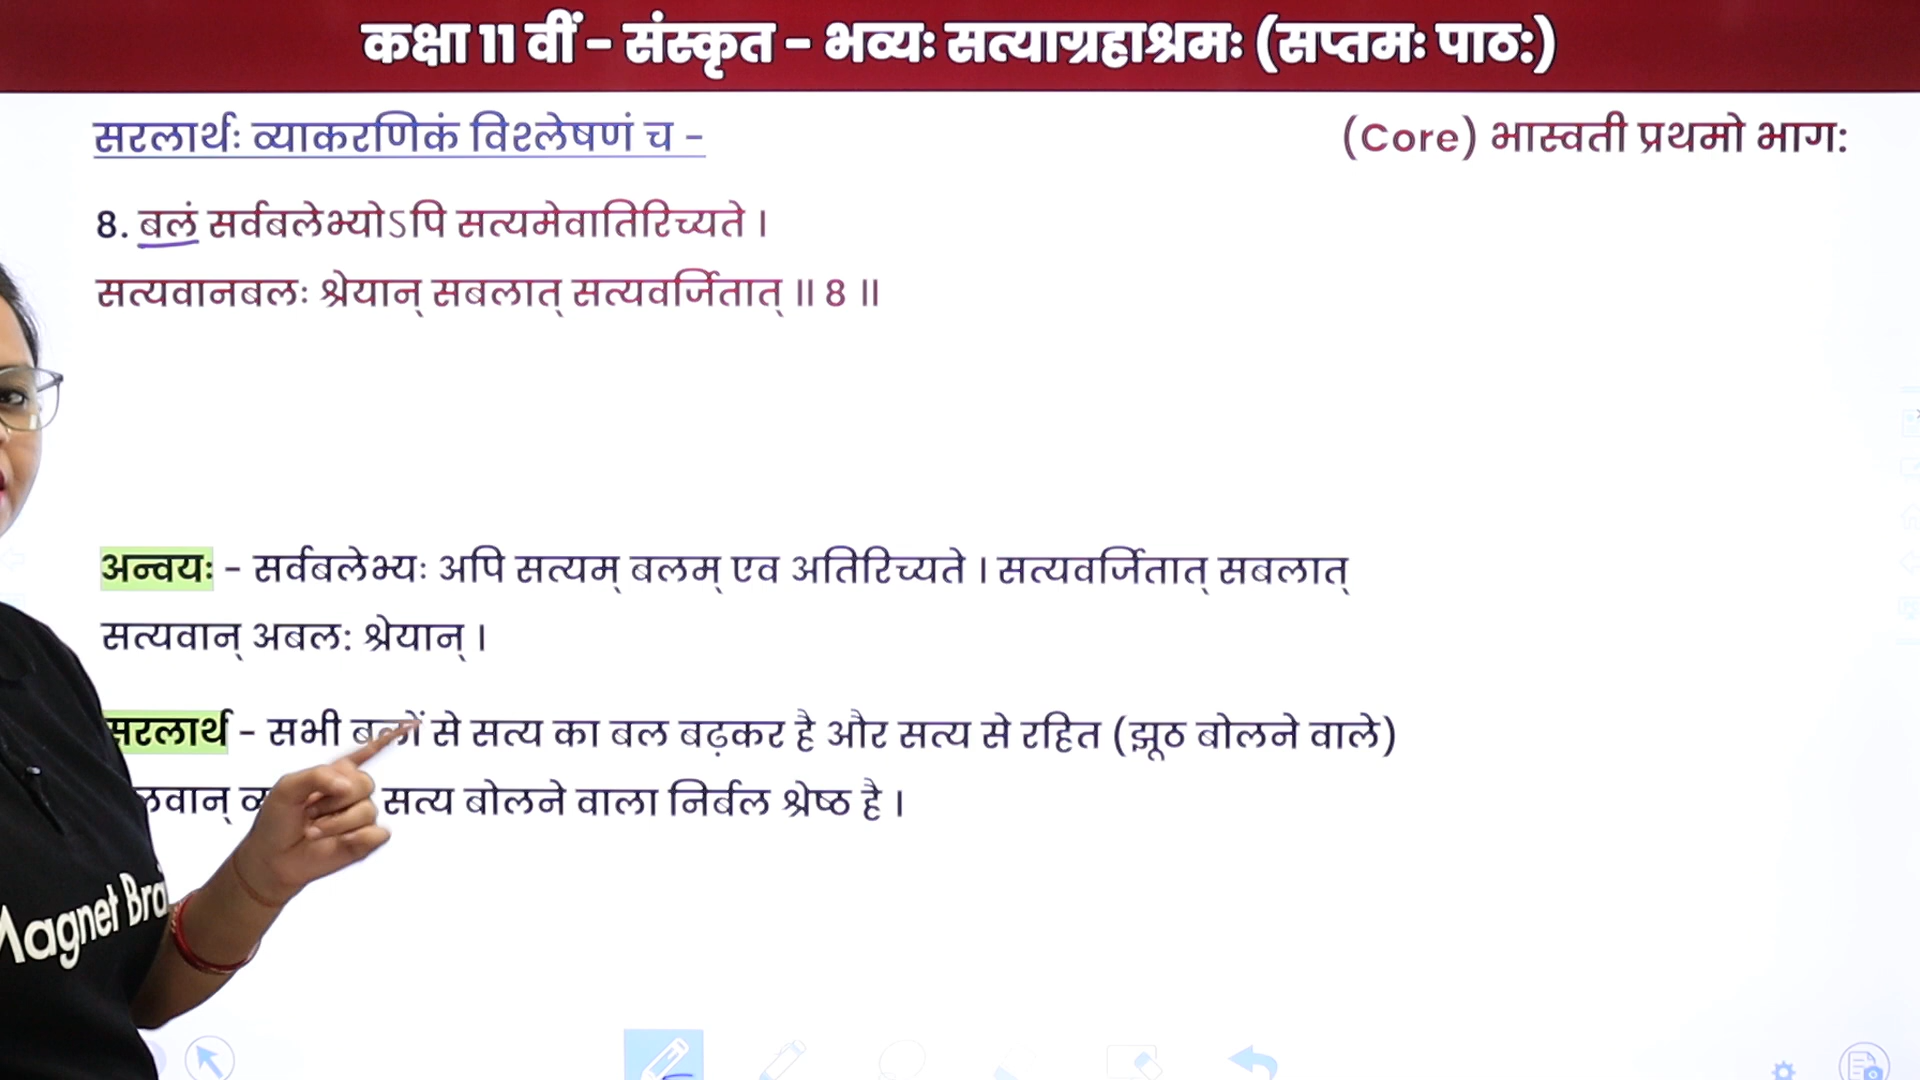 कक्षा 11 वीं - संस्कृत - भव्यः सत्याग्रहाश्रमः (सप्तमः पाठ:)
सरलार्थः व्याकरणिकं विश्लेषणं च -
(Core) भास्वती प्रथमो भाग:
8. बलं सर्वबलेभ्योऽपि सत्यमेवातिरिच्यते ।
सत्यवानबलः श्रेयान् सबलात् सत्यवर्जितात् ॥ 8 ॥
अन्वयः - सर्वबलेभ्यः अपि सत्यम् बलम् एव अतिरिच्यते । सत्यवर्जितात् सबलात्
सत्यवान् अबल: श्रेयान् ।
सरलार्थ - सभी बलों से सत्य का बल बढ़कर है और सत्य से रहित (झूठ बोलने वाले)
सत्य बोलने वाला निर्बल श्रेष्ठ है ।
Magnet Bra